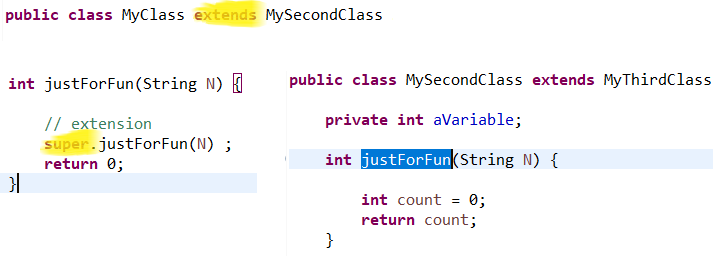 public class MyClass extends MySecondClass
int justForFun(String N) {
// extension
super.justForFun(N) ;
return 0;
}
public class MySecondClass extends MyThirdClass
private int aVariable;
int justForFun(String N) {
int count = 0;
return count;
}